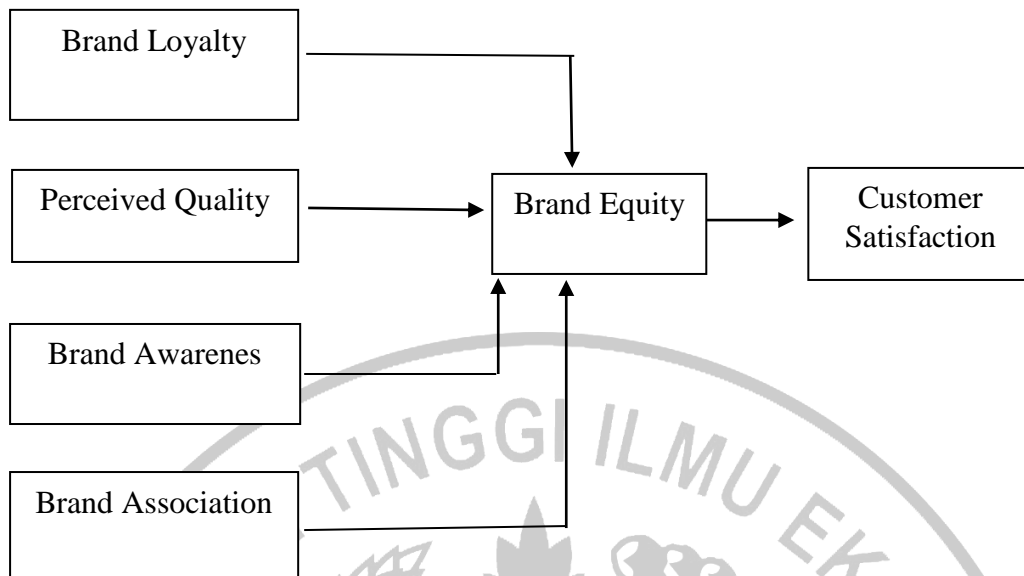 Brand Loyalty
Perceived Quality
Brand Equity
Customer
Satisfaction
Brand Awarenes
Brand Association
TINGGI ILMU EK